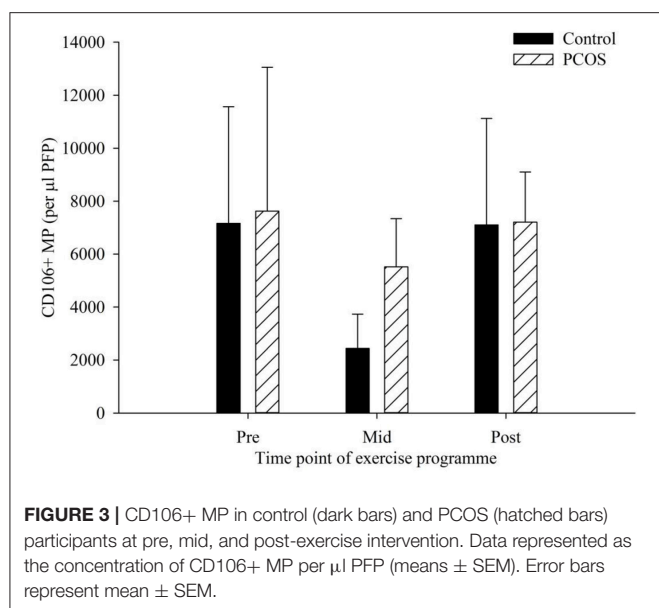 14000
Control
PCOS
12000
10000
8000
6000
4000
2000
0
CD106+ MP (per μl PFP)
Pre Mid Post
Time point of exercise programme
FIGURE 3 | CD106+ MP in control (dark bars) and PCOS (hatched bars)
participants at pre, mid, and post-exercise intervention. Data represented as
the concentration of CD106+ MP per μl PFP (means ± SEM). Error bars
represent mean ± SEM.